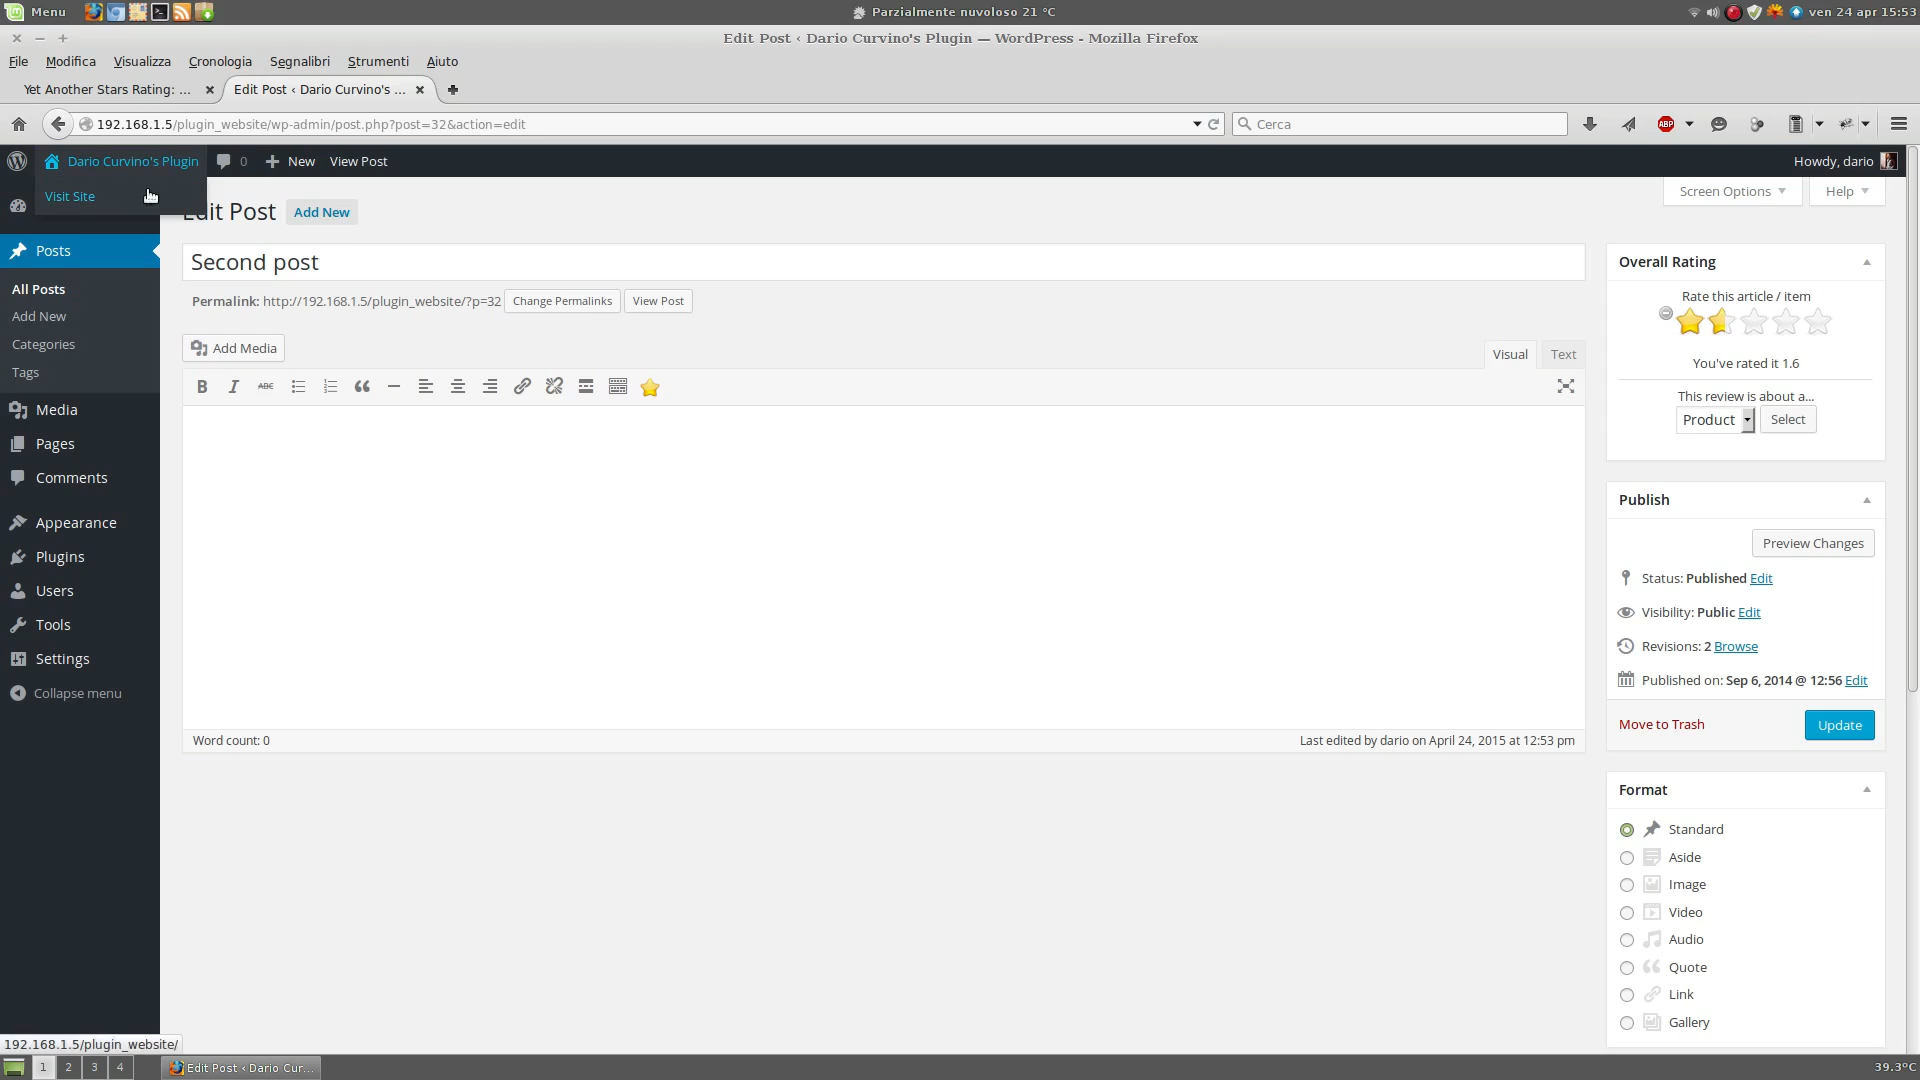 Menu
Parzialmente nuvoloso 21 °C
ven 24 apr 15:53
Edit Post ‹ Dario Curvino's Plugin — WordPress - Mozilla Firefox
File Modifica Visualizza Cronologia Segnalibri Strumenti Aiuto
Yet Another Stars Rating: ...
Edit Post ‹ Dario Curvino's ...
192.168.1.5/plugin_website/wp-admin/post.php?post=32&action=edit
Cerca
ABP
Dario Curvino's Plugin 0 New View Post
Howdy, dario
Visit Site
Edit Post Add New
Screen Options Help
Posts
All Posts
Add New
Categories
Tags
Media
Pages
Comments
Appearance
Plugins
Users
Tools
Settings
Collapse menu
Second post
Permalink: http://192.168.1.5/plugin_website/?p=32 Change Permalinks View Post
Add Media
Visual Text
B I ABC
Word count: 0
Last edited by dario on April 24, 2015 at 12:53 pm
Overall Rating
Rate this article / item
You've rated it 1.6
This review is about a...
Product Select
Publish
Preview Changes
Status: Published Edit
Visibility: Public Edit
Revisions: 2 Browse
Published on: Sep 6, 2014 @ 12:56 Edit
Move to Trash Update
Format
Standard
Aside
Image
Video
Audio
Quote
Link
Gallery
192.168.1.5/plugin_website/
1 2 3 4
Edit Post ‹ Dario Cur...
39.3°C